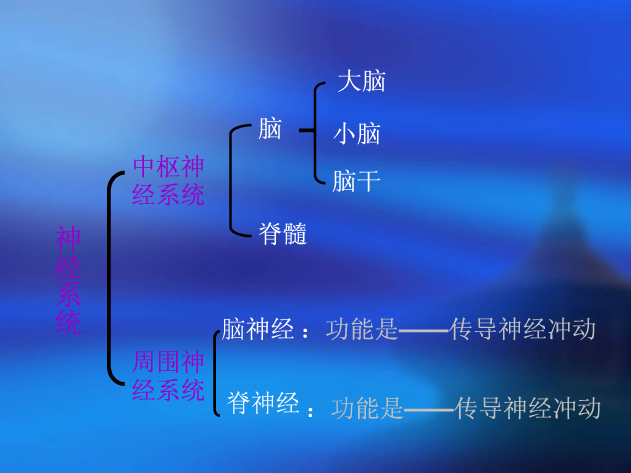 大脑
脑
小脑
中枢神
经系统
脑干
脊髓
神经系统
脑神经：功能是——传导神经冲动
周围神
经系统
脊神经：功能是——传导神经冲动